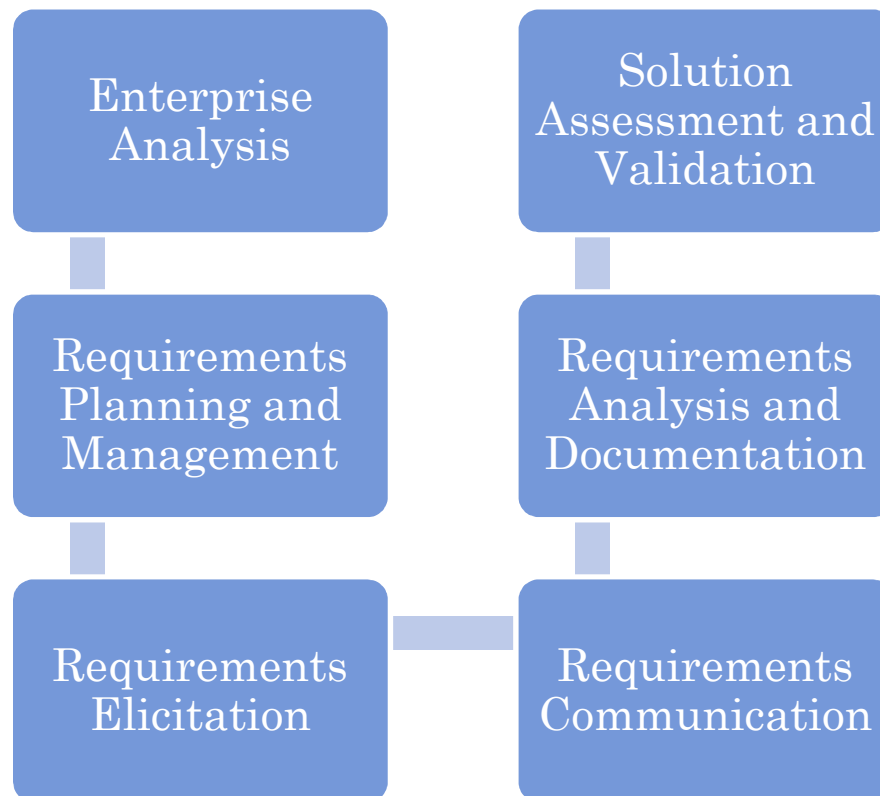 Enterprise
Analysis
Requirements
Planning and
Management
Requirements
Elicitation
Requirements
Communication
Requirements
Analysis and
Documentation
Solution
Assessment and
Validation